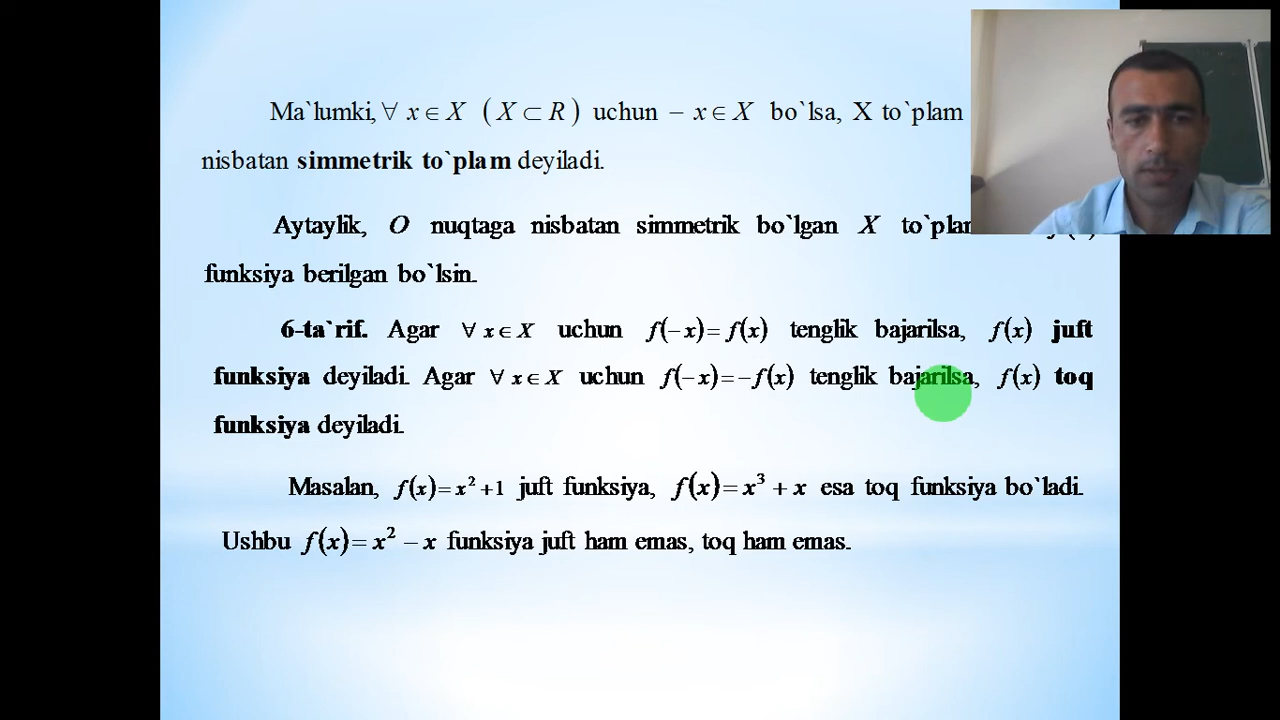 Ma`lumki, ∀ x ∈ X ( X ⊂ R ) uchun − x ∈ X bo`lsa, X to`plam
nisbatan simmetrik to`plam deyiladi.
Aytaylik, O nuqtaga nisbatan simmetrik bo`lgan X
funksiya berilgan bo`lsin.
6-ta`rif. Agar ∀ x ∈ X uchun f(−x)= f(x) tenglik bajarilsa, f(x) juft
funksiya deyiladi. Agar ∀ x ∈ X uchun f(−x)=−f(x) tenglik bajarilsa, f(x) toq
funksiya deyiladi.
Masalan, f(x)= x² +1 juft funksiya, f(x)= x³ + x esa toq funksiya bo`ladi.
Ushbu f(x)= x² − x funksiya juft ham emas, toq ham emas.